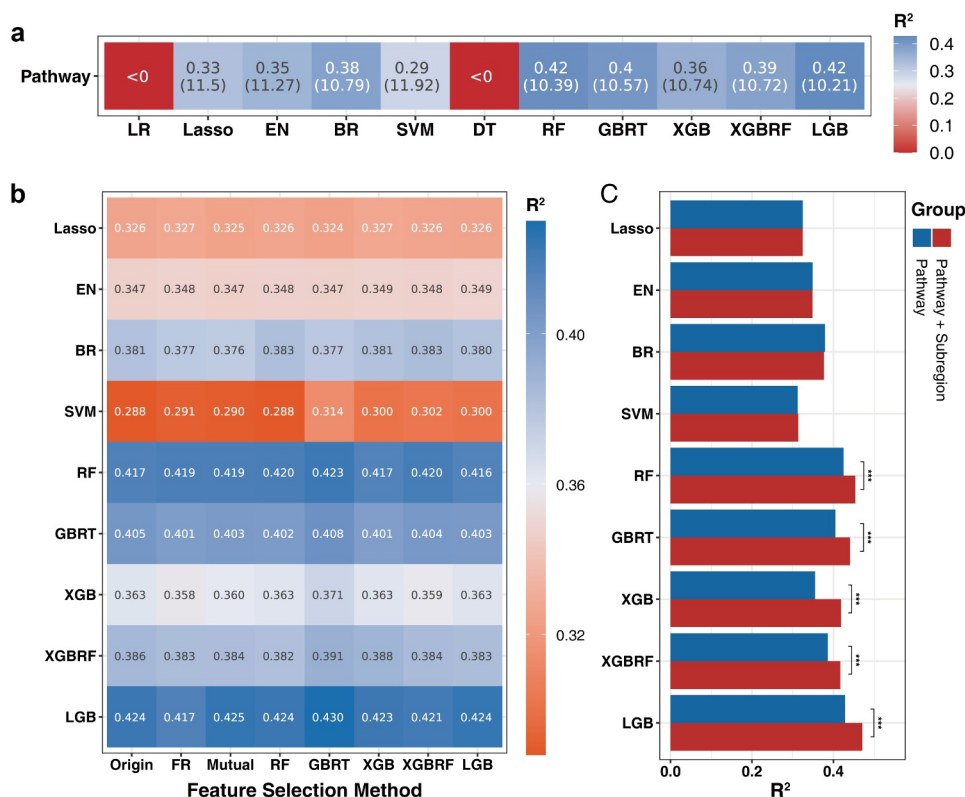 a
Pathway
<0
0.33
(11.5)
0.35
(11.27)
0.38
(10.79)
0.29
(11.92)
<0
0.42
(10.39)
0.4
(10.57)
0.36
(10.74)
0.39
(10.72)
0.42
(10.21)
LR Lasso EN BR SVM DT RF GBRT XGB XGBRF LGB
R²
0.4
0.3
0.2
0.1
0.0
b
Lasso 0.326 0.327 0.325 0.326 0.324 0.327 0.326 0.326
EN 0.347 0.348 0.347 0.348 0.347 0.349 0.348 0.349
BR 0.381 0.377 0.376 0.383 0.377 0.381 0.383 0.380
SVM 0.288 0.291 0.290 0.288 0.314 0.300 0.302 0.300
RF 0.417 0.419 0.419 0.420 0.423 0.417 0.420 0.416
GBRT 0.405 0.401 0.403 0.402 0.408 0.401 0.404 0.403
XGB 0.363 0.358 0.360 0.363 0.371 0.363 0.359 0.363
XGBRF 0.386 0.383 0.384 0.382 0.391 0.388 0.384 0.383
LGB 0.424 0.417 0.425 0.424 0.430 0.423 0.421 0.424
Origin FR Mutual RF GBRT XGB XGBRF LGB
Feature Selection Method
R²
0.40
0.36
0.32
C
Lasso
EN
BR
SVM
RF
***
GBRT
***
XGB
***
XGBRF
***
LGB
***
0.0 0.2 0.4
R²
Group
Pathway + Subregion
Pathway